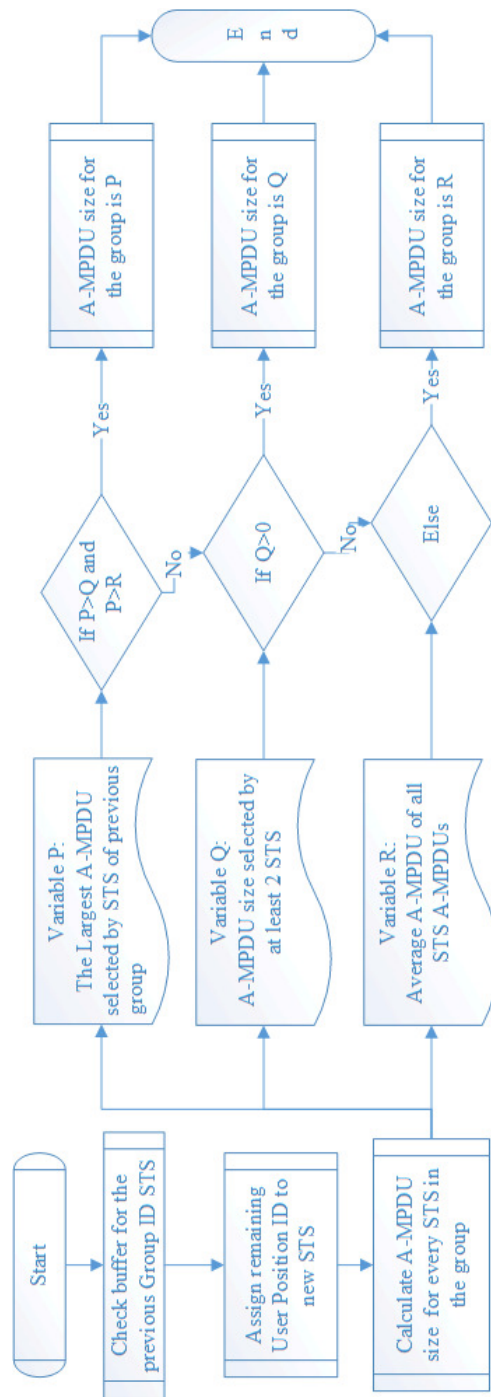 Start
Check buffer for the
previous Group ID STS
Assign remaining
User Position ID to
new STS
Calculate A-MPDU
size for every STS in
the group
Variable P:
The Largest A-MPDU
selected by STS of previous
group
Variable Q:
A-MPDU size selected by
at least 2 STS
Variable R:
Average A-MPDU of all
STS A-MPDUs
If P>Q and
P>R
Yes
No
If Q>0
Yes
No
Else
Yes
A-MPDU size for
the group is P
A-MPDU size for
the group is Q
A-MPDU size for
the group is R
E
n
d